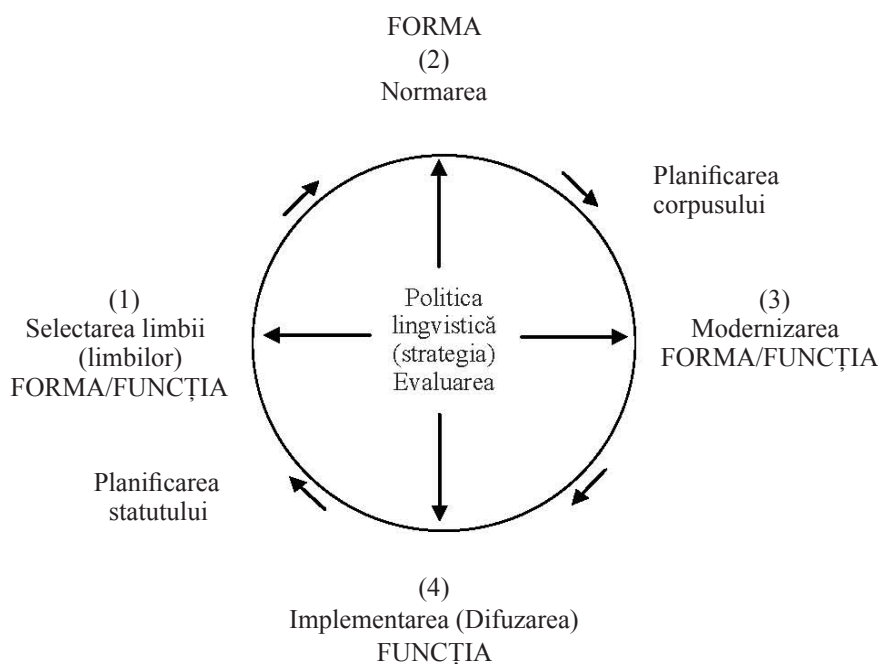 FORMA
(2)
Normarea
Planificarea
corpusului
(1)
Selectarea limbii
(limbilor)
FORMA/FUNCȚIA
Politica
lingvistică
(strategia)
Evaluarea
(3)
Modernizarea
FORMA/FUNCȚIA
Planificarea
statutului
(4)
Implementarea (Difuzarea)
FUNCȚIA